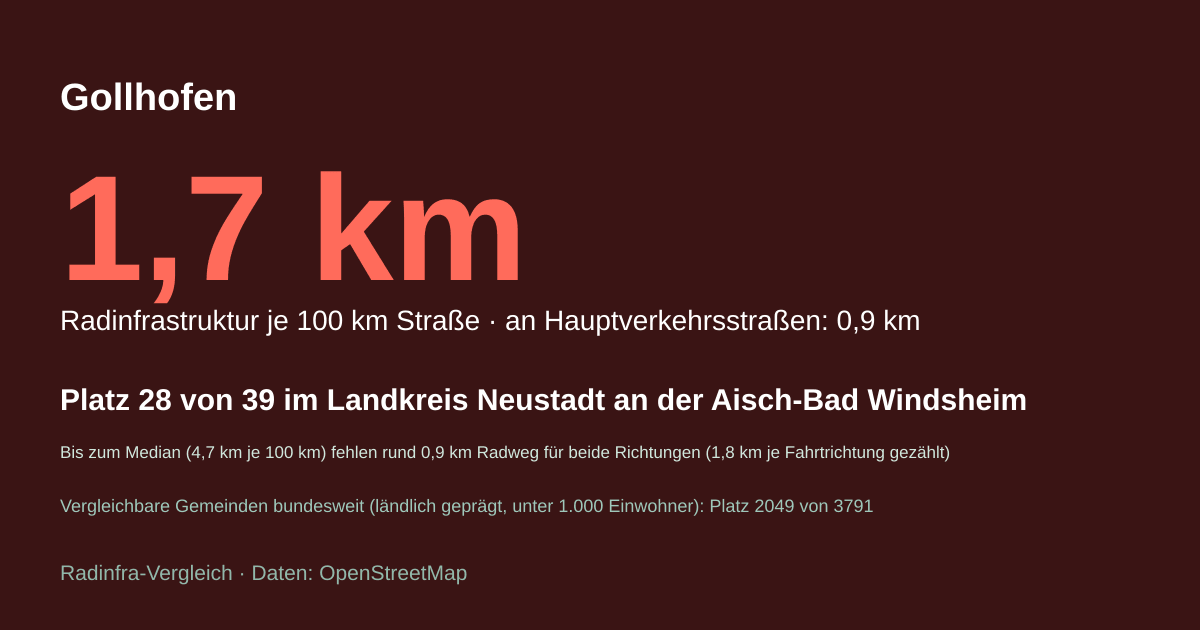 Gollhofen
1,7 km
Radinfrastruktur je 100 km Straße · an Hauptverkehrsstraßen: 0,9 km
Platz 28 von 39 im Landkreis Neustadt an der Aisch-Bad Windsheim
Bis zum Median (4,7 km je 100 km) fehlen rund 0,9 km Radweg für beide Richtungen (1,8 km je Fahrtrichtung gezählt)
Vergleichbare Gemeinden bundesweit (ländlich geprägt, unter 1.000 Einwohner): Platz 2049 von 3791
Radinfra-Vergleich · Daten: OpenStreetMap